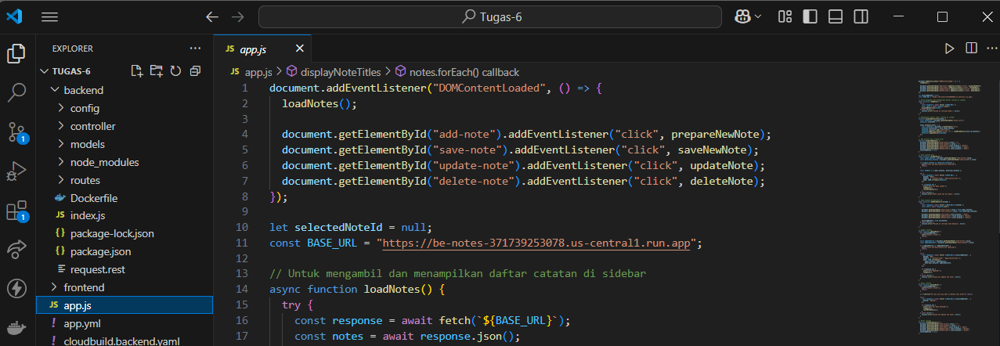 Tugas-6
EXPLORER
TUGAS-6
backend
config
controller
models
node_modules
routes
Dockerfile
JS index.js
{} package-lock.json
{} package.json
request.rest
frontend
JS app.js
! app.yml
! cloudbuild.backend.yaml
1
1
JS app.js
JS app.js > displayNoteTitles > notes.forEach() callback
1 document.addEventListener("DOMContentLoaded", () => {
2 loadNotes();
3
4 document.getElementById("add-note").addEventListener("click", prepareNewNote);
5 document.getElementById("save-note").addEventListener("click", saveNewNote);
6 document.getElementById("update-note").addEventListener("click", updateNote);
7 document.getElementById("delete-note").addEventListener("click", deleteNote);
8 });
9
10 let selectedNoteId = null;
11 const BASE_URL = "https://be-notes-371739253078.us-central1.run.app";
12
13 // Untuk mengambil dan menampilkan daftar catatan di sidebar
14 async function loadNotes() {
15 try {
16 const response = await fetch(`${BASE_URL}`);
17 const notes = await response.json();